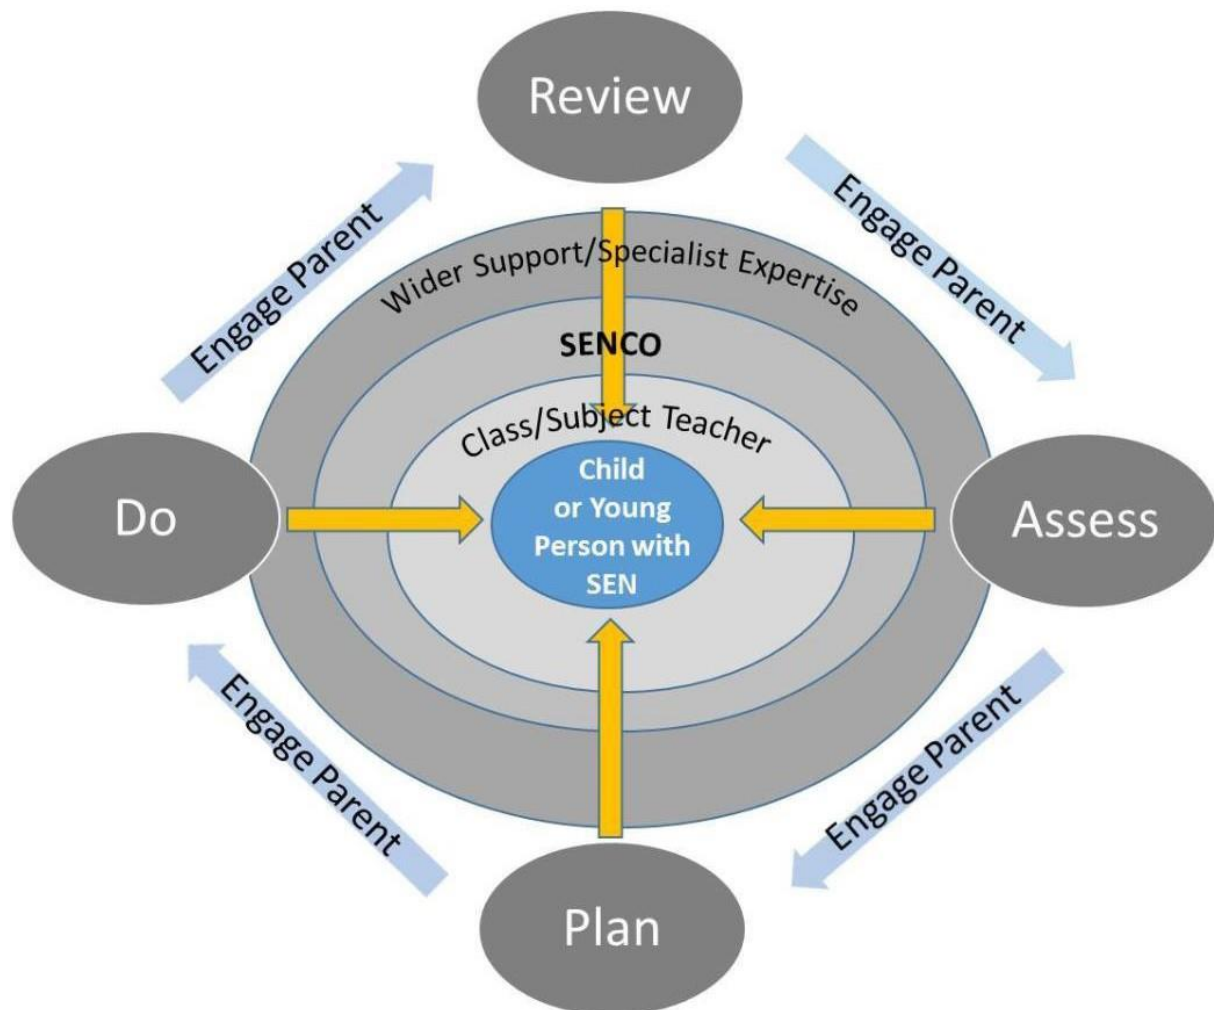 Review
Engage Parent
Engage Parent
Wider Support/Specialist Expertise
SENCO
Class/Subject Teacher
Child
or Young
Person with
SEN
Do
Assess
Engage Parent
Engage Parent
Plan